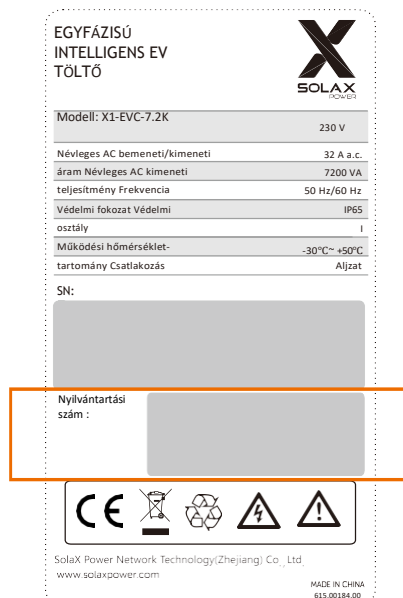 EGYFÁZISÚ
INTELLIGENS EV
TÖLTŐ
SOLAX
POWER
Modell: X1-EVC-7.2K
230 V
Névleges AC bemeneti/kimeneti 32 A a.c.
áram Névleges AC kimeneti 7200 VA
teljesítmény Frekvencia 50 Hz/60 Hz
Védelmi fokozat Védelmi IP65
osztály I
Működési hőmérséklet- -30℃~ +50℃
tartomány Csatlakozás Aljzat
SN:
Nyilvántartási
szám :
CE
SolaX Power Network Technology(Zhejiang) Co., Ltd.
www.solaxpower.com
MADE IN CHINA
615.00184.00